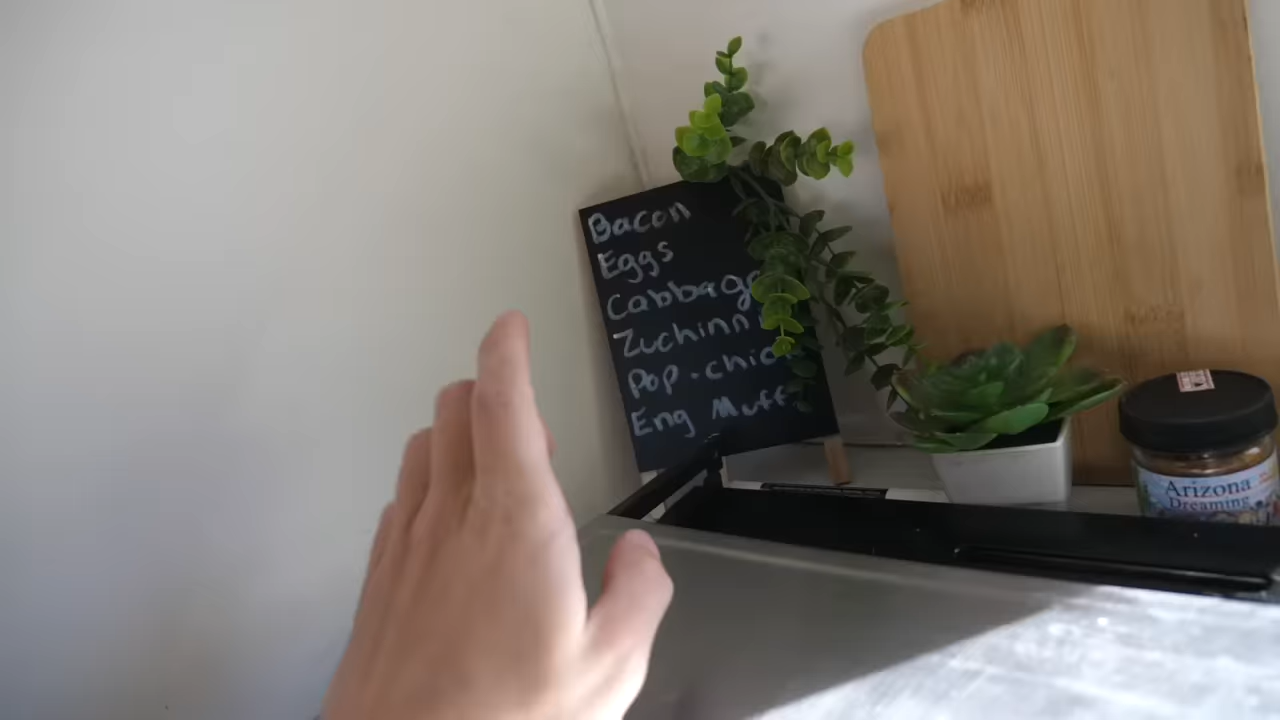 Bacon
Eggs
Cabbage
Zuchinn
Pop-chic
Eng Muff
Arizona
Dreaming